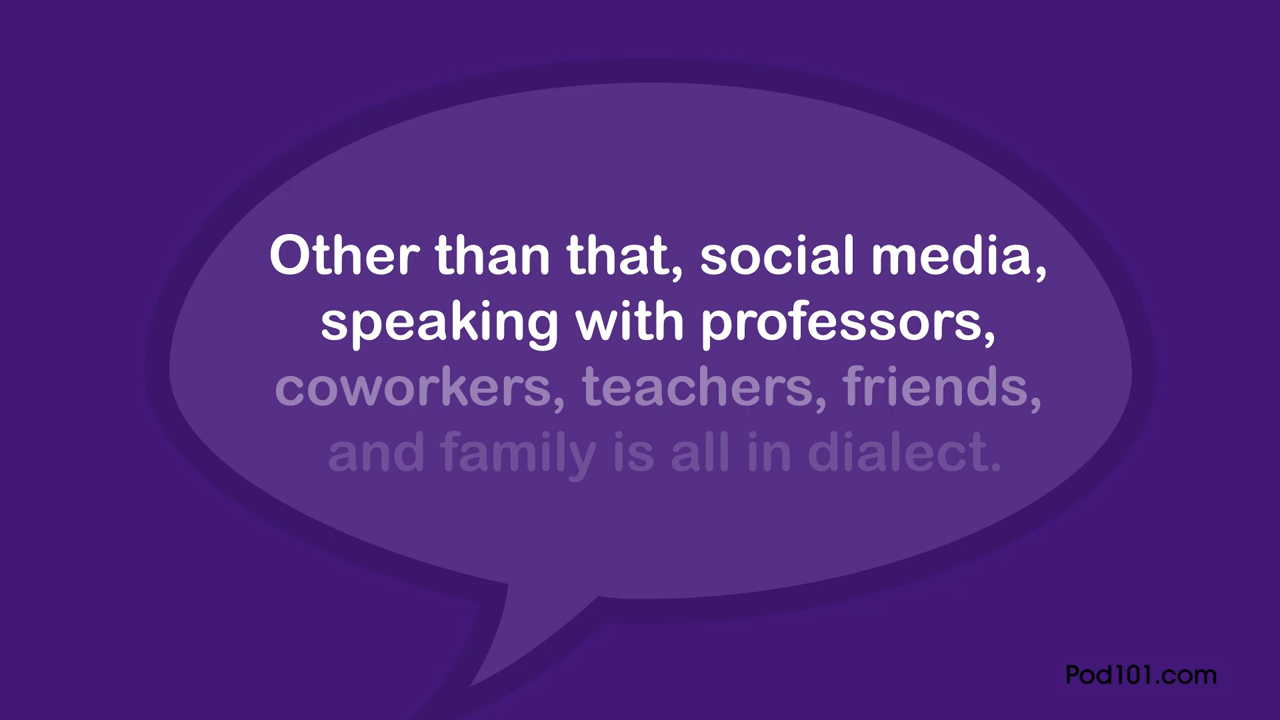 Other than that, social media,
speaking with professors,
coworkers, teachers, friends,
and family is all in dialect.
Pod101.com